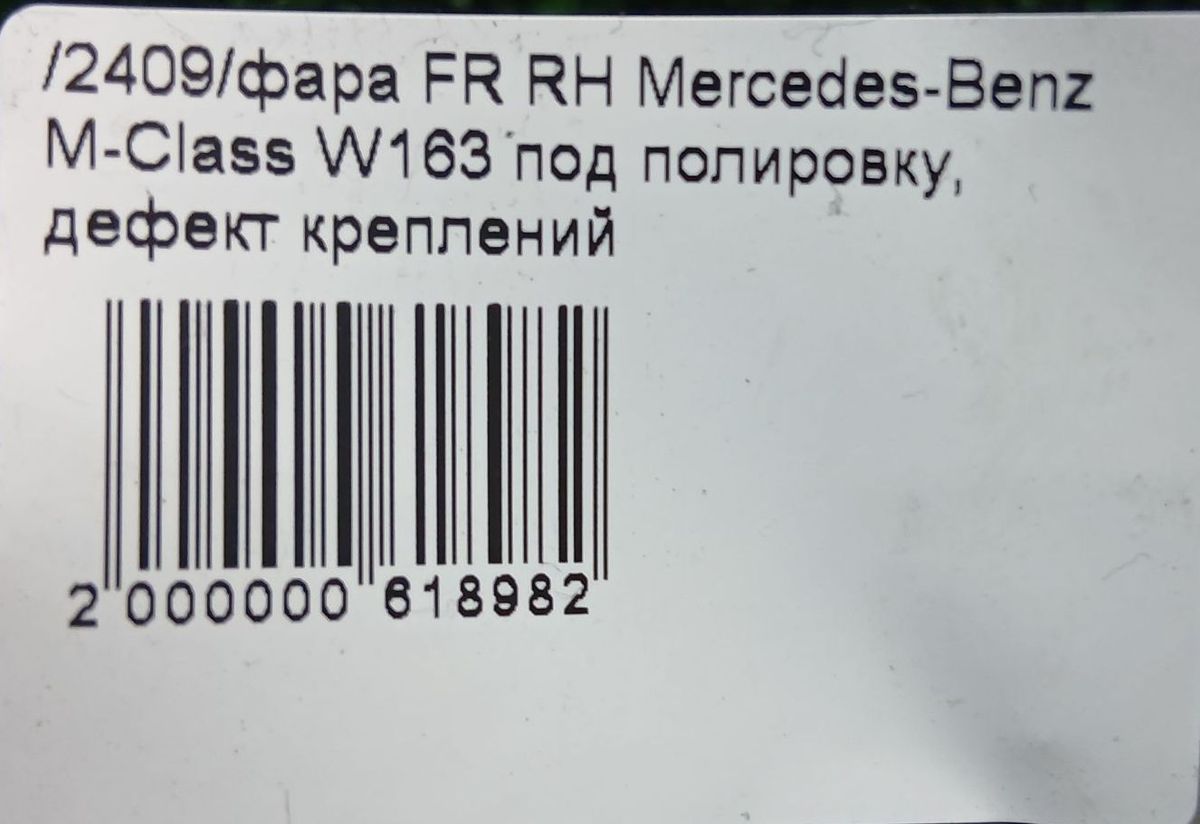 /2409/фара FR RH Mercedes-Benz
M-Class W163 под полировку,
дефект креплений
2 000000 618982